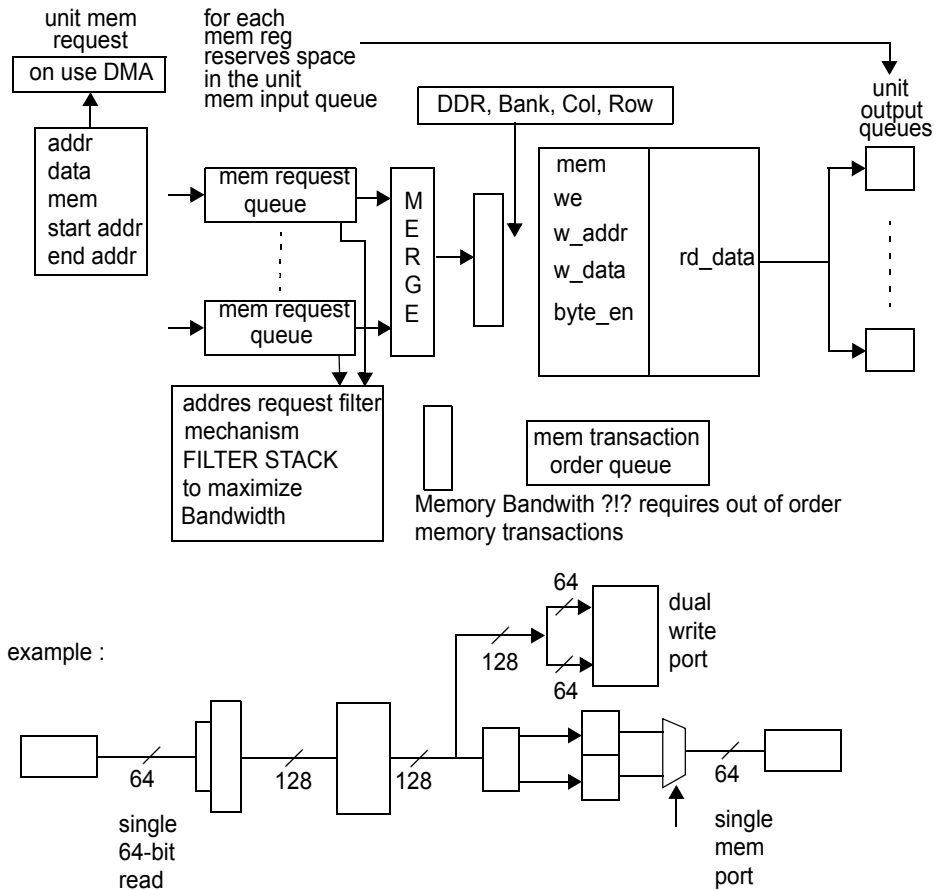 unit mem
request
on use DMA
addr
data
mem
start addr
end addr
for each
mem reg
reserves space
in the unit
mem input queue
DDR, Bank, Col, Row
unit
output
queues
mem request
queue
mem request
queue
M
E
R
G
E
mem
we
w_addr
w_data
byte_en
rd_data
addres request filter
mechanism
FILTER STACK
to maximize
Bandwidth
mem transaction
order queue
Memory Bandwith ?!? requires out of order
memory transactions
example :
64
single
64-bit
read
128
128
128
64
64
dual
write
port
64
single
mem
port